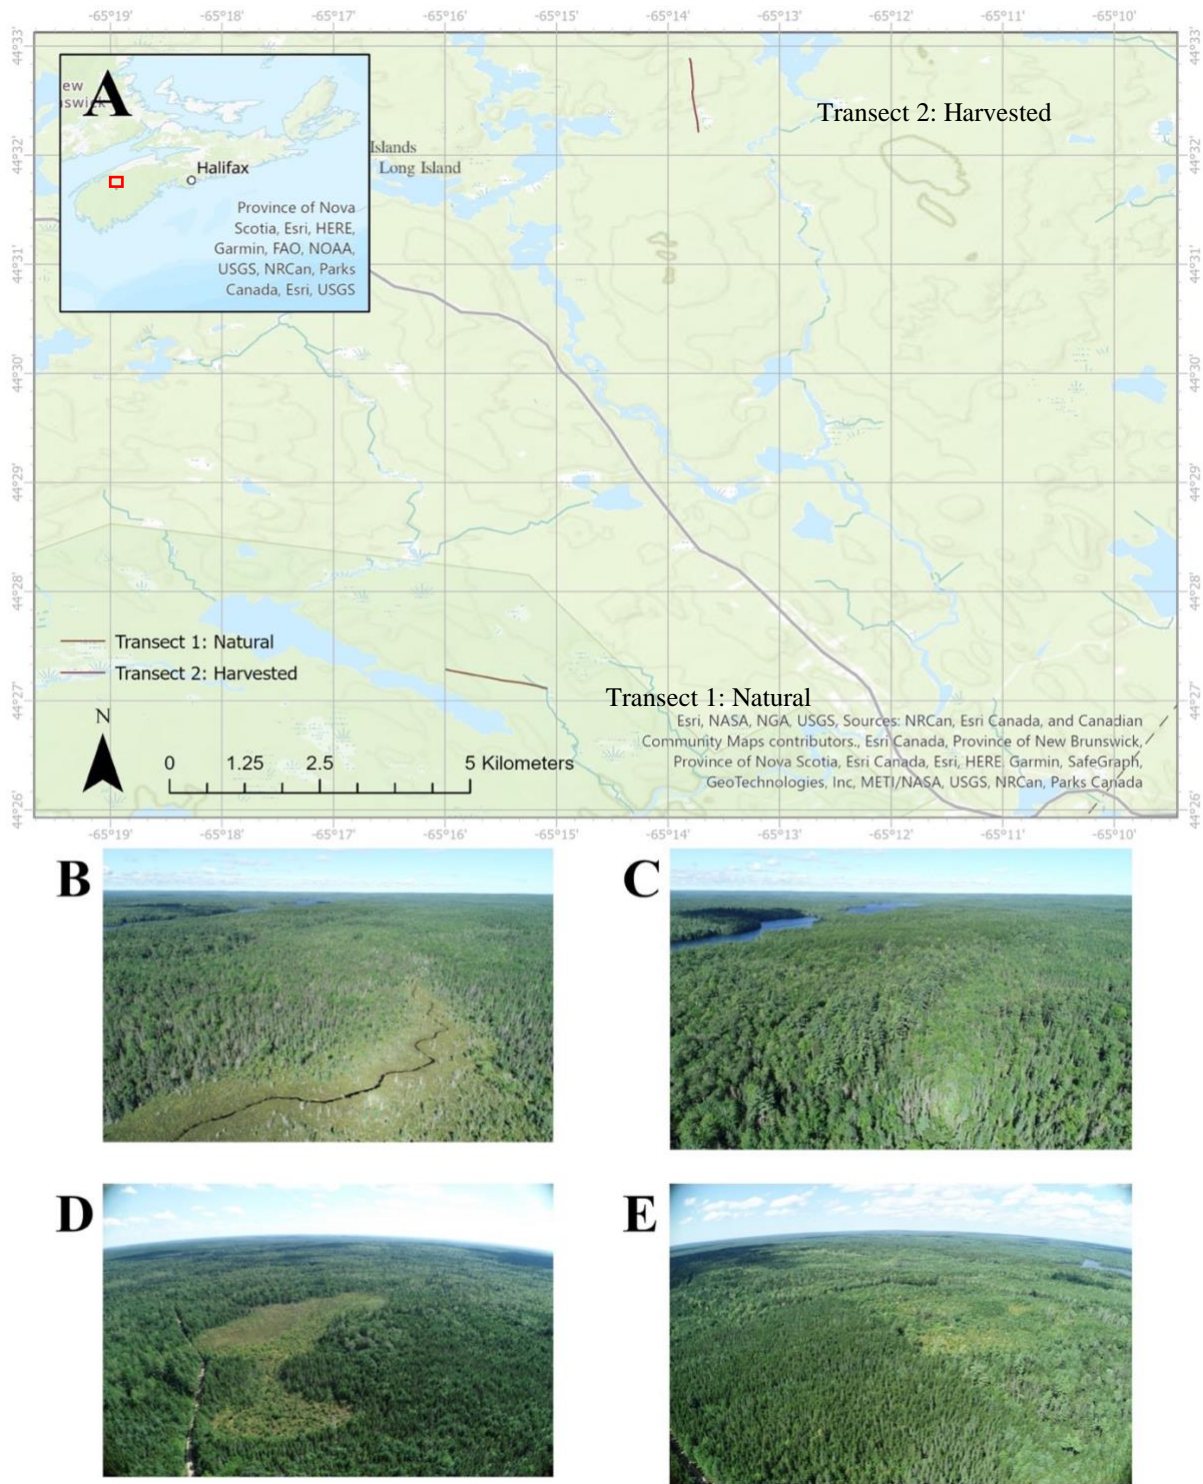 -65°19' -65°18' -65°17' -65°16' -65°15' -65°14' -65°13' -65°12' -65°11' -65°10'
44°33' 44°33'
A
ew
nswick
Halifax
Province of Nova
Scotia, Esri, HERE,
Garmin, FAO, NOAA,
USGS, NRCan, Parks
Canada, Esri, USGS
Transect 2: Harvested
44°32' 44°32'
Islands
Long Island
44°31' 44°31'
44°30' 44°30'
44°29' 44°29'
44°28' 44°28'
Transect 1: Natural
Transect 2: Harvested
44°27' 44°27'
Transect 1: Natural
N
0 1.25 2.5 5 Kilometers
Esri, NASA, NGA, USGS, Sources: NRCan, Esri Canada, and Canadian
Community Maps contributors., Esri Canada, Province of New Brunswick,
Province of Nova Scotia, Esri Canada, Esri, HERE, Garmin, SafeGraph,
GeoTechnologies, Inc, METI/NASA, USGS, NRCan, Parks Canada
44°26' 44°26'
-65°19' -65°18' -65°17' -65°16' -65°15' -65°14' -65°13' -65°12' -65°11' -65°10'
B
C
D
E